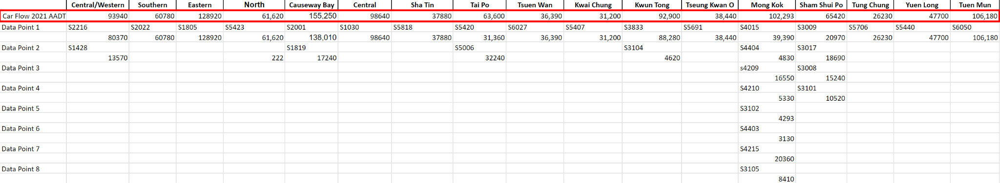 Central/Western Southern Eastern North Causeway Bay Central Sha Tin Tai Po Tsuen Wan Kwai Chung Kwun Tong Tseung Kwan O Mong Kok Sham Shui Po Tung Chung Yuen Long Tuen Mun
Car Flow 2021 AADT 93940 60780 128920 61,620 155,250 98640 37880 63,600 36,390 31,200 92,900 38,440 102,293 65420 26230 47700 106,180
Data Point 1 S2216 S2022 S1805 S5423 S2001 S1030 S5818 S5420 S6027 S5407 S3833 S5691 S4015 S3009 S5706 S5440 S6050
80370 60780 128920 61,620 138,010 98640 37880 31,360 36,390 31,200 88,280 38,440 39,390 20970 26230 47700 106,180
Data Point 2 S1428 S1819 S5006 S3104 S4404 S3017
13570 222 17240 32240 4620 4830 18690
Data Point 3 s4209 S3008
16550 15240
Data Point 4 S4210 S3101
5330 10520
Data Point 5 S3102
4293
Data Point 6 S4403
3130
Data Point 7 S4215
20360
Data Point 8 S3105
8410